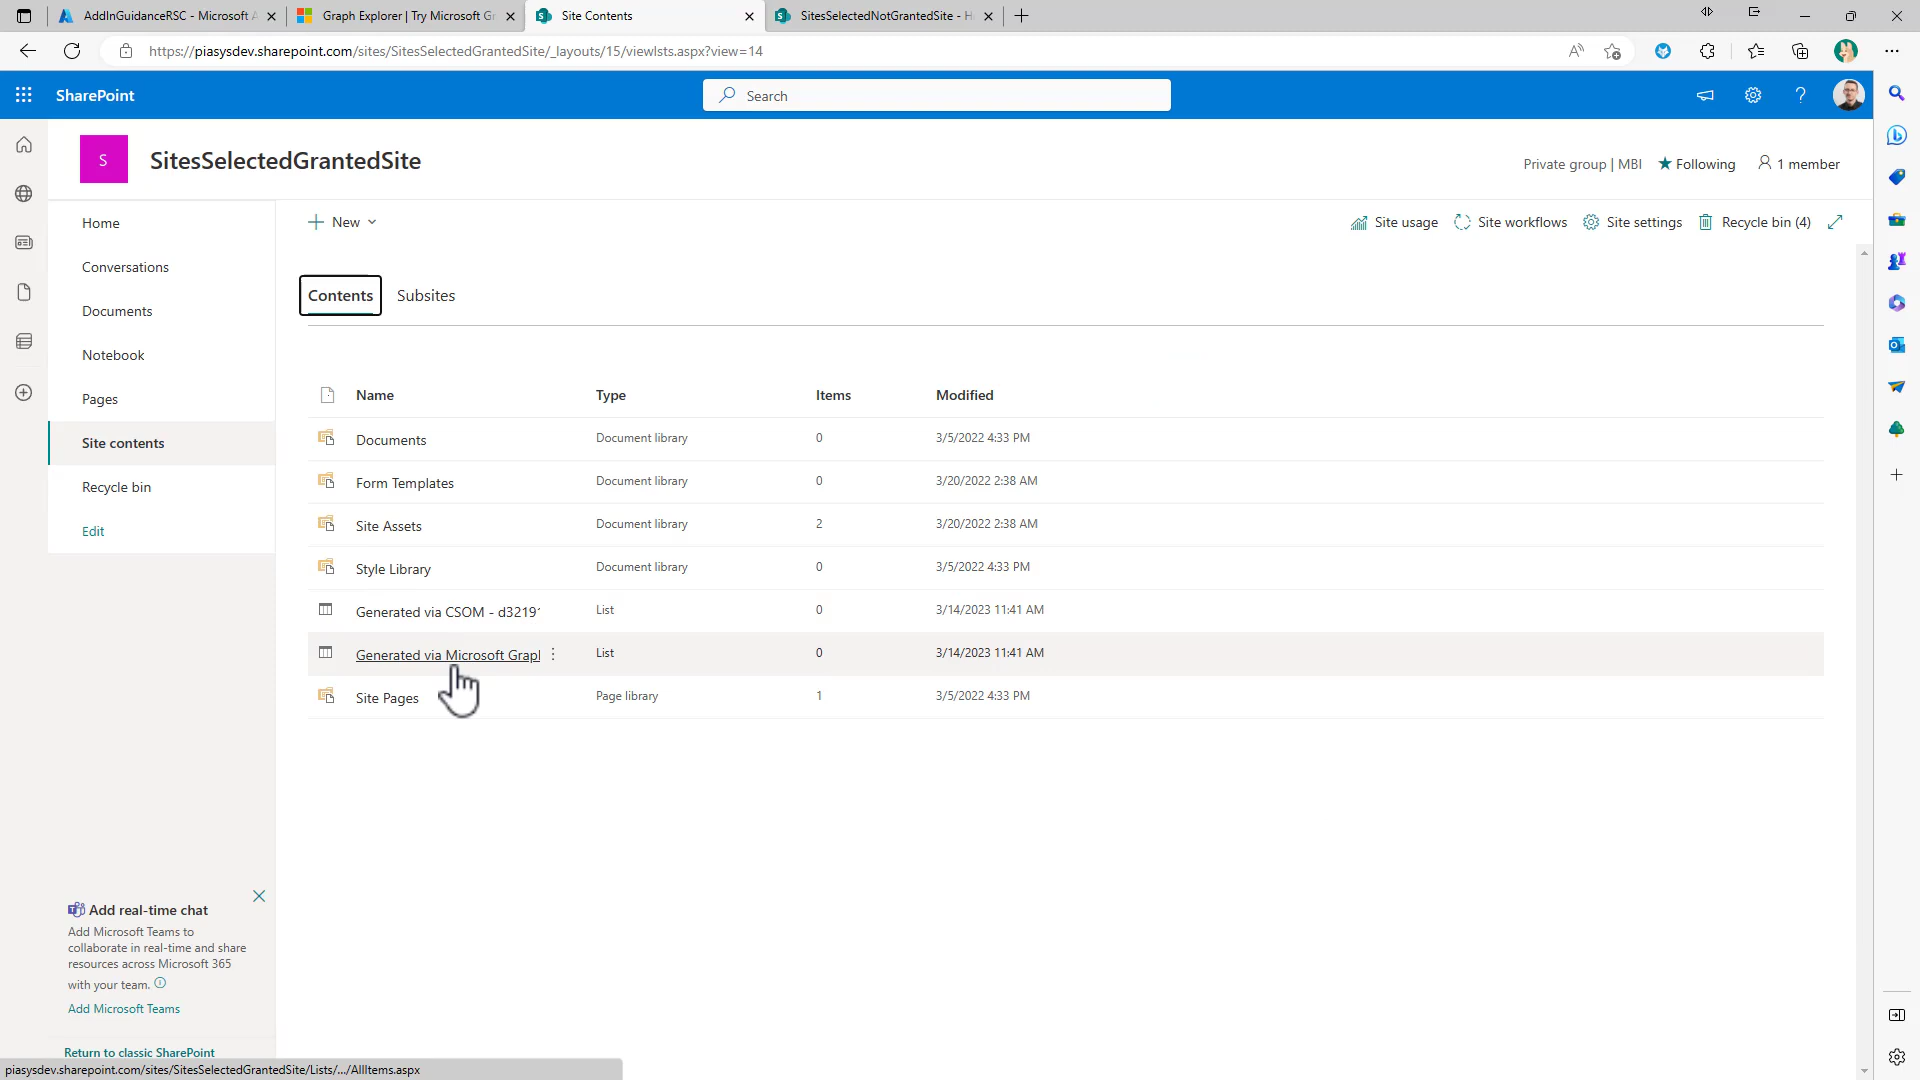 AddInGuidanceRSC - Microsoft A
Graph Explorer | Try Microsoft Gr
Site Contents
SitesSelectedNotGrantedSite - H
https://piasysdev.sharepoint.com/sites/SitesSelectedGrantedSite/_layouts/15/viewlsts.aspx?view=14
SharePoint
Search
S
SitesSelectedGrantedSite
Private group | MBI
Following
1 member
Home
Conversations
Documents
Notebook
Pages
Site contents
Recycle bin
Edit
New
Site usage
Site workflows
Site settings
Recycle bin (4)
Contents
Subsites
Name Type Items Modified
Documents Document library 0 3/5/2022 4:33 PM
Form Templates Document library 0 3/20/2022 2:38 AM
Site Assets Document library 2 3/20/2022 2:38 AM
Style Library Document library 0 3/5/2022 4:33 PM
Generated via CSOM - d3219 List 0 3/14/2023 11:41 AM
Generated via Microsoft Grap List 0 3/14/2023 11:41 AM
Site Pages Page library 1 3/5/2022 4:33 PM
Add real-time chat
Add Microsoft Teams to
collaborate in real-time and share
resources across Microsoft 365
with your team.
Add Microsoft Teams
Return to classic SharePoint
piasysdev.sharepoint.com/sites/SitesSelectedGrantedSite/Lists/.../AllItems.aspx